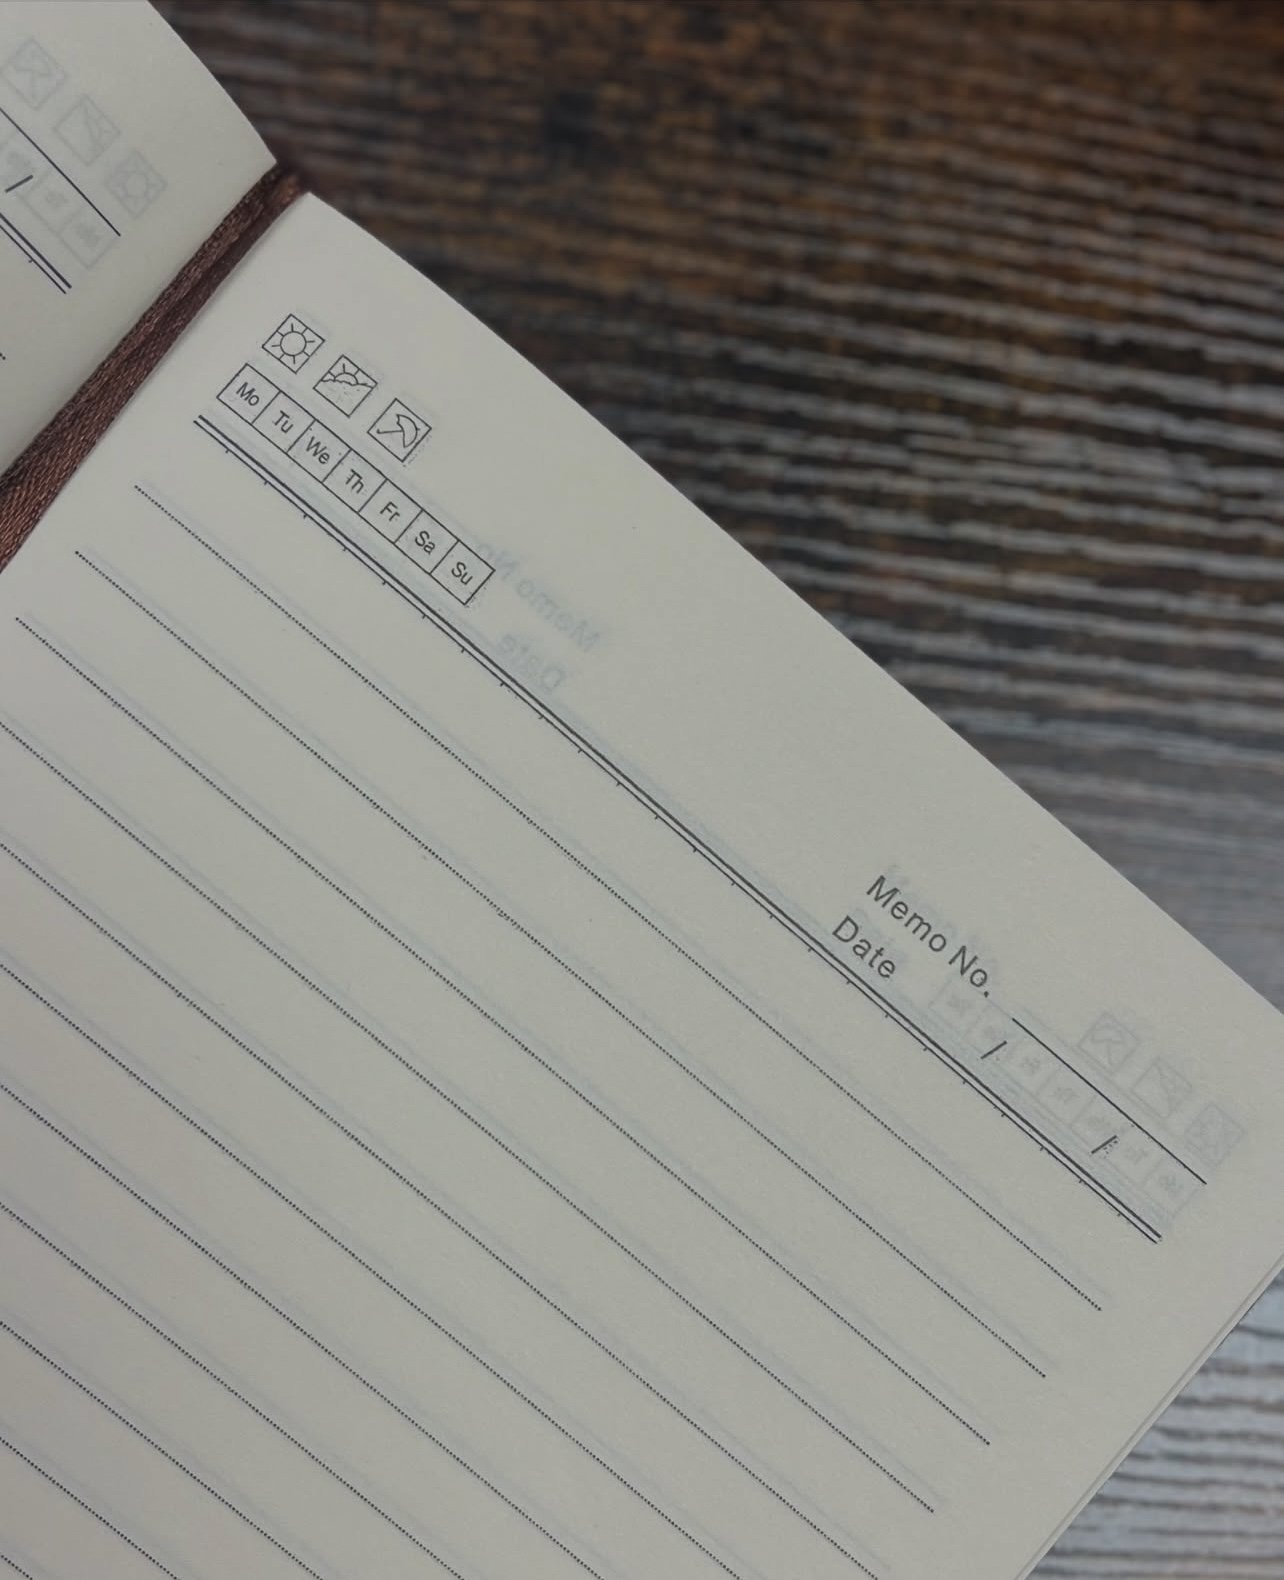 Mo Tu We Th Fr Sa Su
Memo No.
Date / /